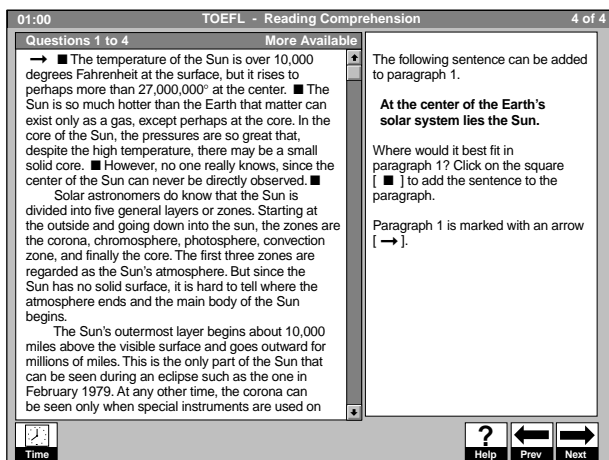 01:00 TOEFL - Reading Comprehension 4 of 4
Questions 1 to 4 More Available
→ ■ The temperature of the Sun is over 10,000
degrees Fahrenheit at the surface, but it rises to
perhaps more than 27,000,000° at the center. ■ The
Sun is so much hotter than the Earth that matter can
exist only as a gas, except perhaps at the core. In the
core of the Sun, the pressures are so great that,
despite the high temperature, there may be a small
solid core. ■ However, no one really knows, since the
center of the Sun can never be directly observed. ■
Solar astronomers do know that the Sun is
divided into five general layers or zones. Starting at
the outside and going down into the sun, the zones are
the corona, chromosphere, photosphere, convection
zone, and finally the core. The first three zones are
regarded as the Sun's atmosphere. But since the
Sun has no solid surface, it is hard to tell where the
atmosphere ends and the main body of the Sun
begins.
The Sun's outermost layer begins about 10,000
miles above the visible surface and goes outward for
millions of miles. This is the only part of the Sun that
can be seen during an eclipse such as the one in
February 1979. At any other time, the corona can
be seen only when special instruments are used on
The following sentence can be added
to paragraph 1.
At the center of the Earth's
solar system lies the Sun.
Where would it best fit in
paragraph 1? Click on the square
[ ■ ] to add the sentence to the
paragraph.
Paragraph 1 is marked with an arrow
[ → ].
?
Time Help Prev Next